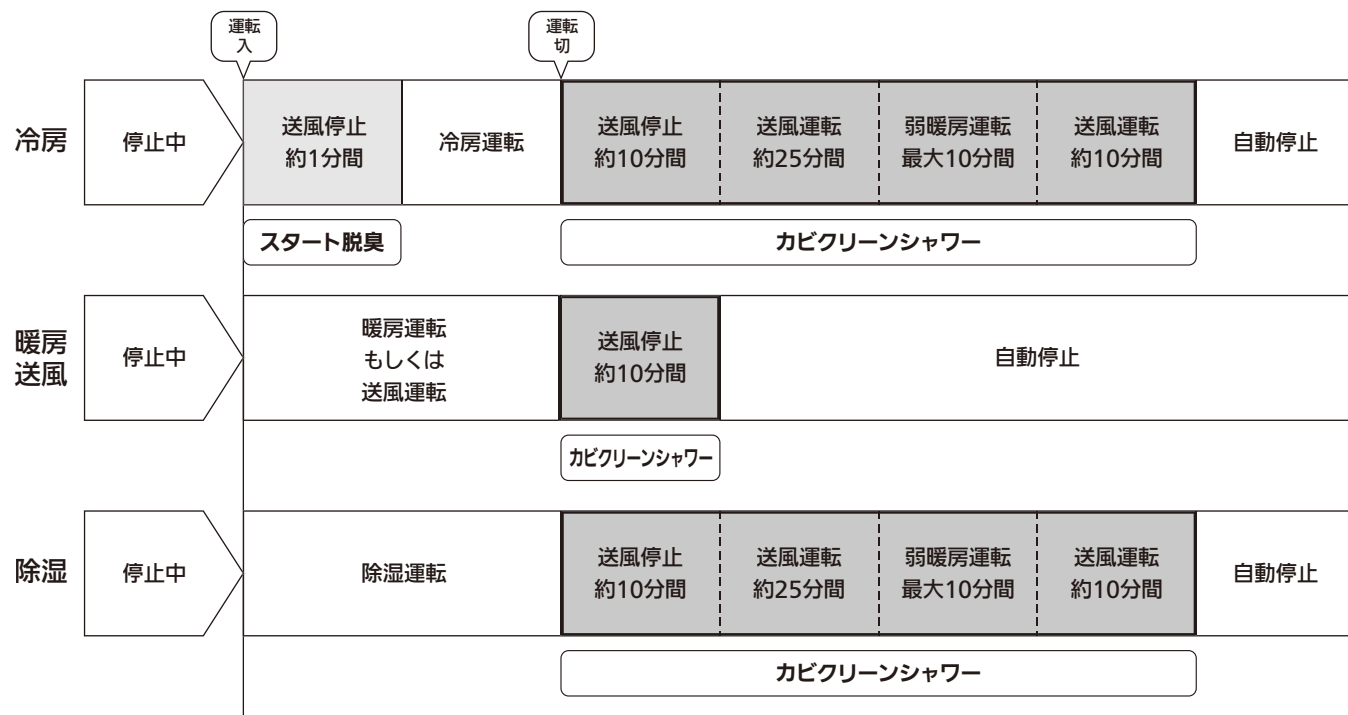 運転
入
運転
切
冷房
停止中
送風停止
約1分間
冷房運転
送風停止
約10分間
送風運転
約25分間
弱暖房運転
最大10分間
送風運転
約10分間
自動停止
スタート脱臭
カビクリーンシャワー
暖房
送風
停止中
暖房運転
もしくは
送風運転
送風停止
約10分間
自動停止
カビクリーンシャワー
除湿
停止中
除湿運転
送風停止
約10分間
送風運転
約25分間
弱暖房運転
最大10分間
送風運転
約10分間
自動停止
カビクリーンシャワー